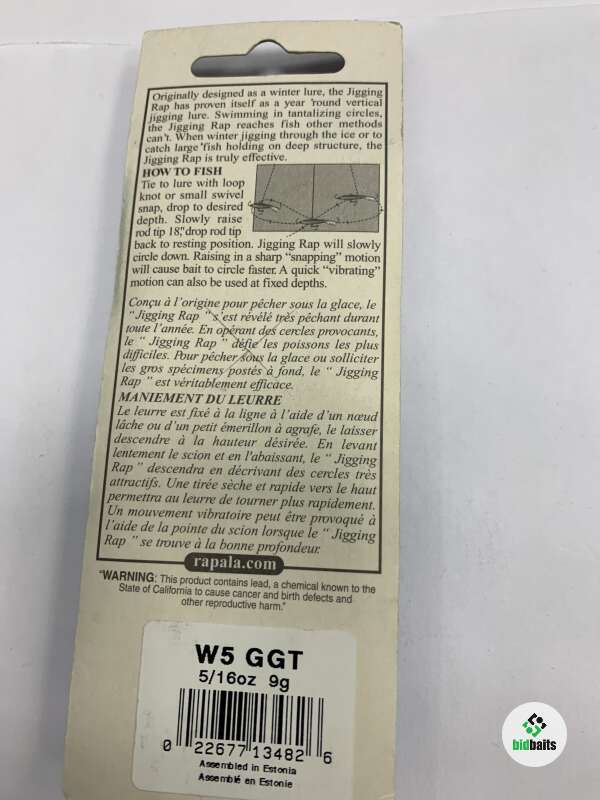 Originally designed as a winter lure, the Jigging
Rap has proven itself as a year 'round vertical
jigging lure. Swimming in tantalizing circles,
the Jigging Rap reaches fish other methods
can't. When winter jigging through the ice or to
catch large fish holding on deep structure, the
Jigging Rap is truly effective.
HOW TO FISH
Tie to lure with loop
knot or small swivel
snap, drop to desired
depth. Slowly raise
rod tip 18," drop rod tip
back to resting position. Jigging Rap will slowly
circle down. Raising in a sharp "snapping" motion
will cause bait to circle faster. A quick "vibrating"
motion can also be used at fixed depths.
Conçu à l'origine pour pêcher sous la glace, le
"Jigging Rap" s'est révélé très pêchant durant
toute l'année. En opérant des cercles provocants,
le "Jigging Rap" défie les poissons les plus
difficiles. Pour pêcher sous la glace ou solliciter
les gros spécimens postés à fond, le "Jigging
Rap" est véritablement efficace.
MANIEMENT DU LEURRE
Le leurre est fixé à la ligne à l'aide d'un nœud
lâche ou d'un petit émerillon à agrafe, le laisser
descendre à la hauteur désirée. En levant
lentement le scion et en l'abaissant, le "Jigging
Rap" descendra en décrivant des cercles très
attractifs. Une tirée sèche et rapide vers le haut
permettra au leurre de tourner plus rapidement.
Un mouvement vibratoire peut être provoqué à
l'aide de la pointe du scion lorsque le "Jigging
Rap" se trouve à la bonne profondeur.
rapala.com
"WARNING: This product contains lead, a chemical known to the
State of California to cause cancer and birth defects and
other reproductive harm."
W5 GGT
5/16oz 9g
0 22677 13482 6
Assembled in Estonia
Assemblé en Estonie
bidbaits